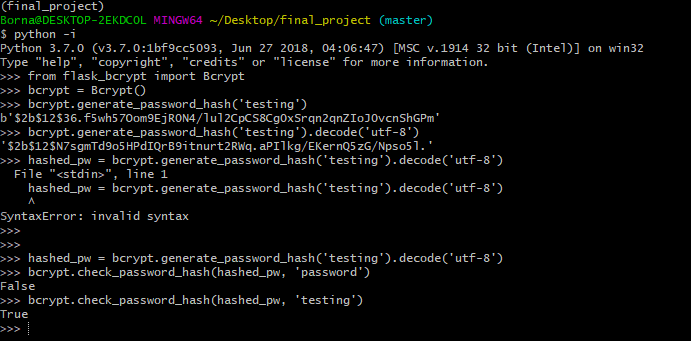 (final_project)
Borna@DESKTOP-2EKDC0L MINGW64 ~/Desktop/final_project (master)
$ python -i
Python 3.7.0 (v3.7.0:1bf9cc5093, Jun 27 2018, 04:06:47) [MSC v.1914 32 bit (Intel)] on win32
Type "help", "copyright", "credits" or "license" for more information.
>>> from flask_bcrypt import Bcrypt
>>> bcrypt = Bcrypt()
>>> bcrypt.generate_password_hash('testing')
b'$2b$12$36.f5wh57Oom9EjRON4/lul2CpCS8CgOxSrqn2qnZIoJOvcnShGPm'
>>> bcrypt.generate_password_hash('testing').decode('utf-8')
'$2b$12$N7sgmTd9o5HPdIQrB9itnurt2RWq.aPIlkg/EKernQ5zG/Npso5l.'
>>> hashed_pw = bcrypt.generate_password_hash('testing').decode('utf-8')
  File "<stdin>", line 1
    hashed_pw = bcrypt.generate_password_hash('testing').decode('utf-8')
    ^
SyntaxError: invalid syntax
>>>
>>>
>>> hashed_pw = bcrypt.generate_password_hash('testing').decode('utf-8')
>>> bcrypt.check_password_hash(hashed_pw, 'password')
False
>>> bcrypt.check_password_hash(hashed_pw, 'testing')
True
>>>